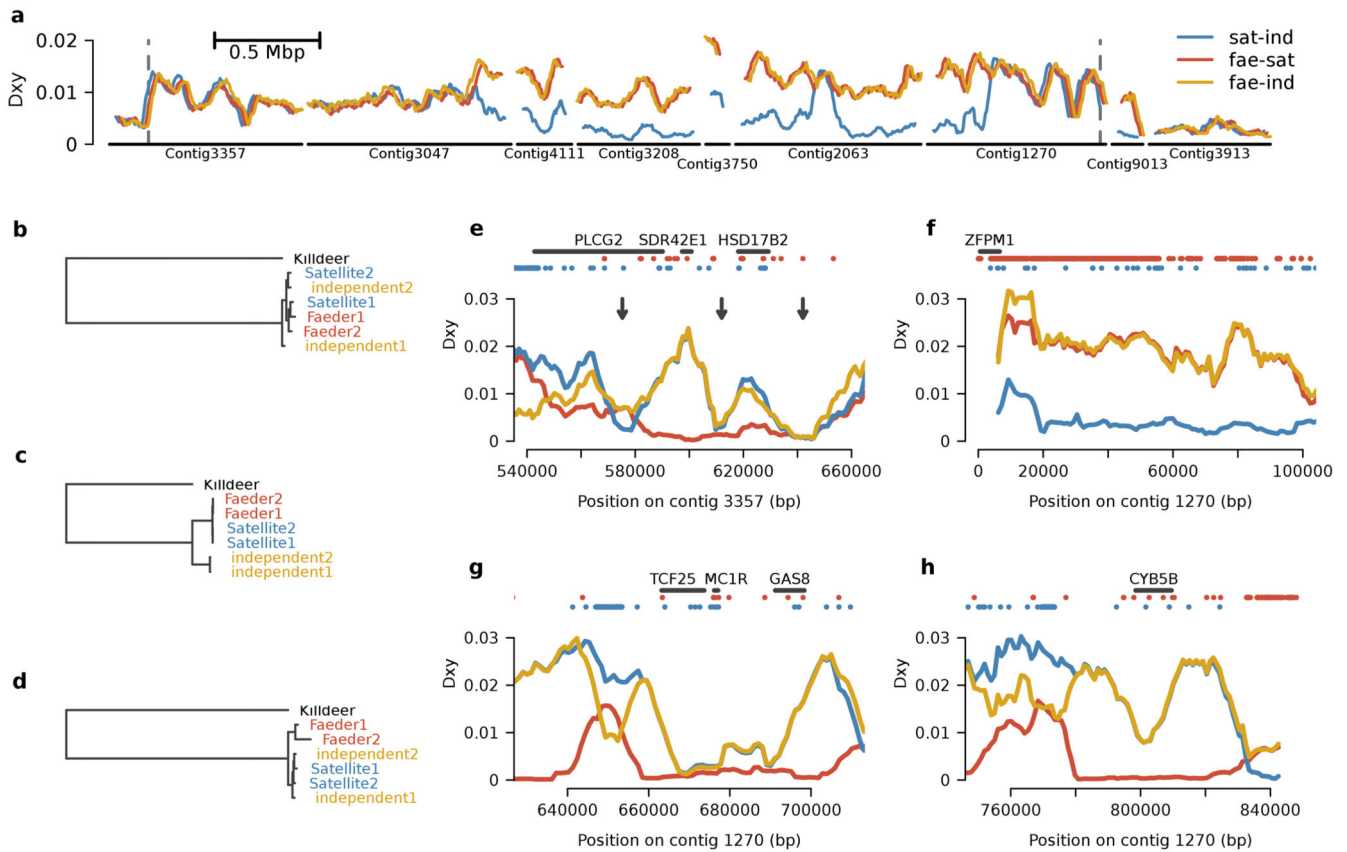 a
0.02
0.01
0
Dxy
0.5 Mbp
sat-ind
fae-sat
fae-ind
Contig3357
Contig3047
Contig4111
Contig3208
Contig3750
Contig2063
Contig1270
Contig9013
Contig3913
b
Killdeer
Satellite2
independent2
Satellite1
Faeder1
Faeder2
independent1
c
Killdeer
Faeder2
Faeder1
Satellite2
Satellite1
independent2
independent1
d
Killdeer
Faeder1
Faeder2
independent2
Satellite1
Satellite2
independent1
e
PLCG2 SDR42E1 HSD17B2
0.03
0.02
0.01
0
Dxy
540000 580000 620000 660000
Position on contig 3357 (bp)
f
ZFPM1
0.03
0.02
0.01
0
Dxy
0 20000 60000 100000
Position on contig 1270 (bp)
g
TCF25 MC1R GAS8
0.03
0.02
0.01
0
Dxy
640000 660000 680000 700000
Position on contig 1270 (bp)
h
CYB5B
0.03
0.02
0.01
0
Dxy
760000 800000 840000
Position on contig 1270 (bp)